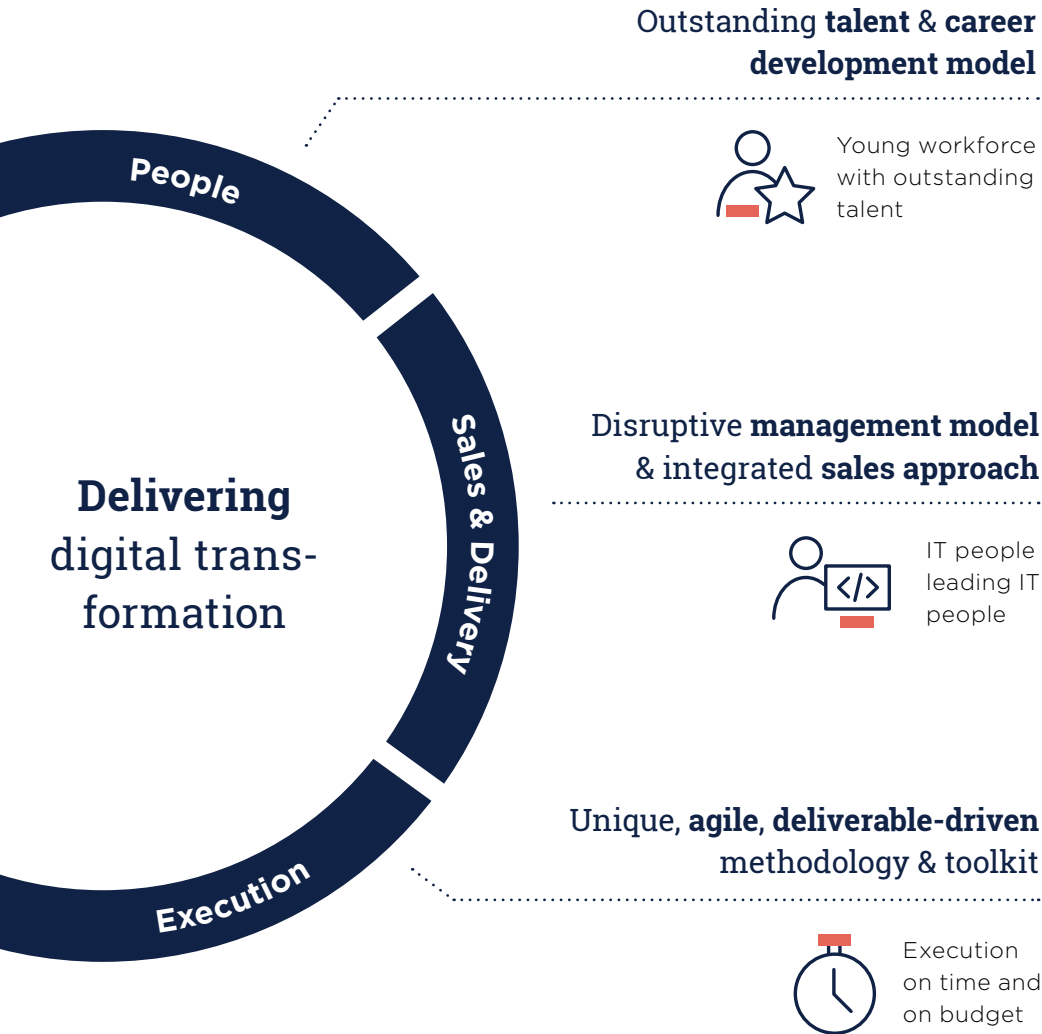 Outstanding talent & career
development model
People
Young workforce
with outstanding
talent
Delivering
digital trans-
formation
Sales & Delivery
Disruptive management model
& integrated sales approach
</>
IT people
leading IT
people
Execution
Unique, agile, deliverable-driven
methodology & toolkit
Execution
on time and
on budget